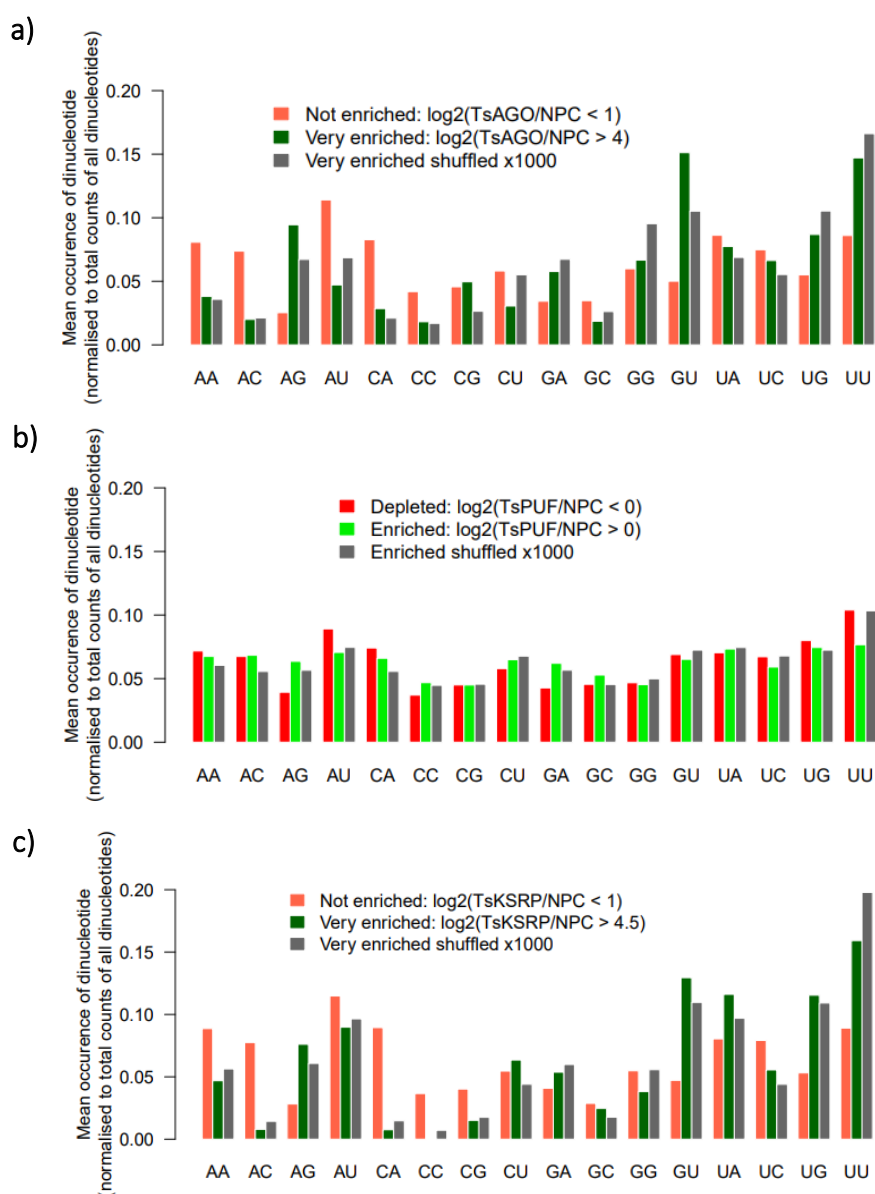 a)
Mean occurence of dinucleotide
(normalised to total counts of all dinucleotides)
0.20
0.15
0.10
0.05
0.00
Not enriched: log2(TsAGO/NPC < 1)
Very enriched: log2(TsAGO/NPC > 4)
Very enriched shuffled x1000
AA AC AG AU CA CC CG CU GA GC GG GU UA UC UG UU
b)
Mean occurence of dinucleotide
(normalised to total counts of all dinucleotides)
0.20
0.15
0.10
0.05
0.00
Depleted: log2(TsPUF/NPC < 0)
Enriched: log2(TsPUF/NPC > 0)
Enriched shuffled x1000
AA AC AG AU CA CC CG CU GA GC GG GU UA UC UG UU
c)
Mean occurence of dinucleotide
(normalised to total counts of all dinucleotides)
0.20
0.15
0.10
0.05
0.00
Not enriched: log2(TsKSRP/NPC < 1)
Very enriched: log2(TsKSRP/NPC > 4.5)
Very enriched shuffled x1000
AA AC AG AU CA CC CG CU GA GC GG GU UA UC UG UU